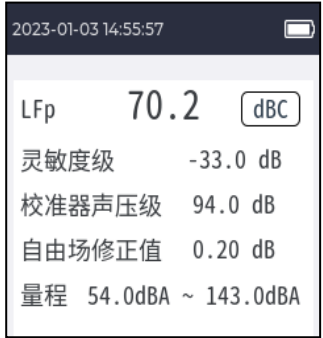 2023-01-03 14:55:57
LFp 70.2 dBC
灵敏度级 -33.0 dB
校准器声压级 94.0 dB
自由场修正值 0.20 dB
量程 54.0dBA ~ 143.0dBA